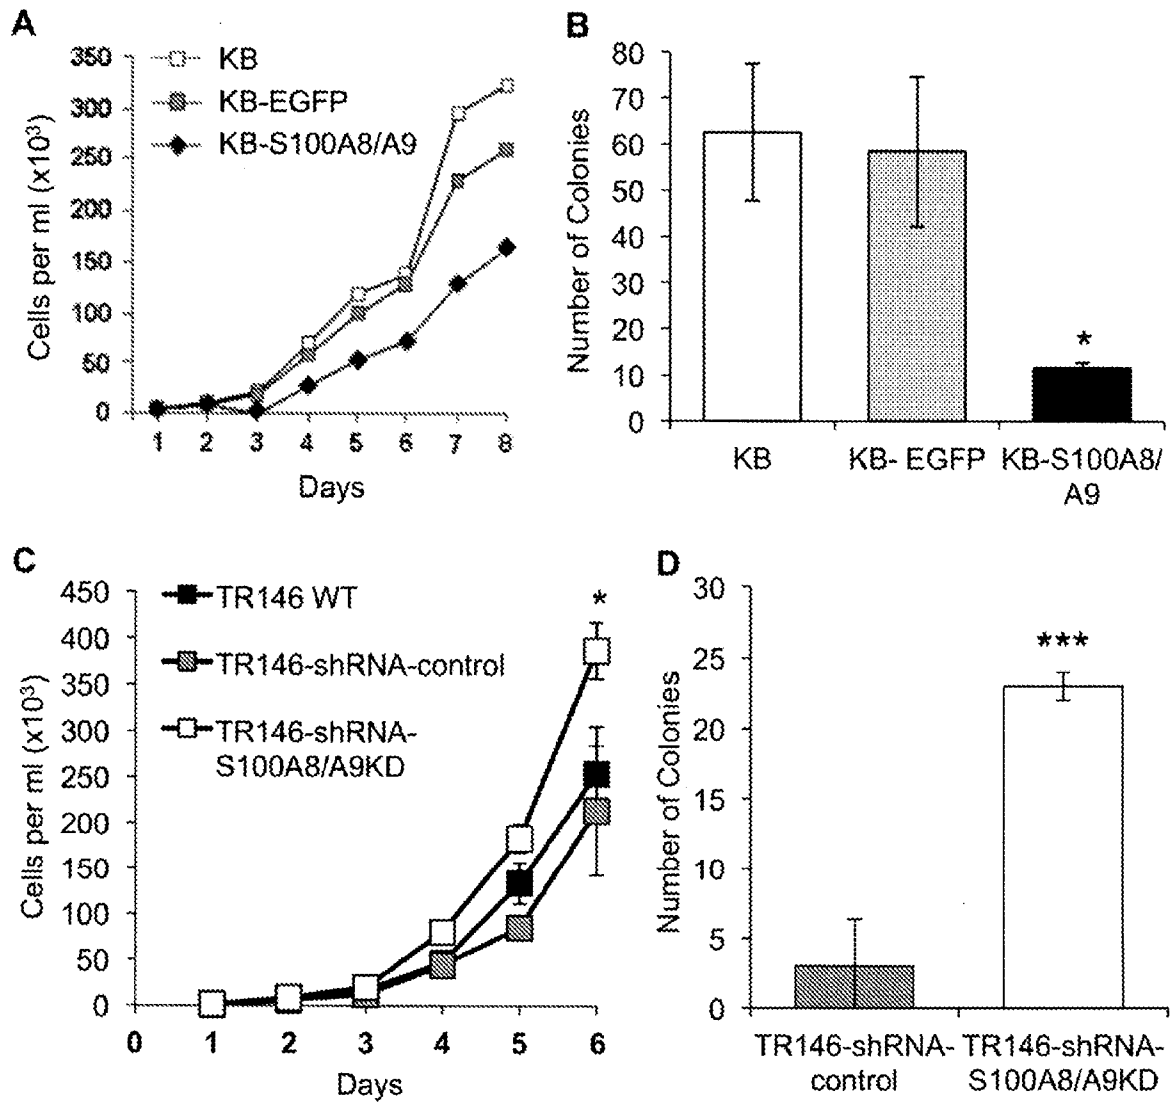 A
350
300
250
200
150
100
50
0
Cells per ml (x10³)
KB
KB-EGFP
KB-S100A8/A9
1 2 3 4 5 6 7 8
Days
B
80
70
60
50
40
30
20
10
0
Number of Colonies
*
KB KB- EGFP KB-S100A8/
A9
C
450
400
350
300
250
200
150
100
50
0
Cells per ml (x10³)
TR146 WT
TR146-shRNA-control
TR146-shRNA-
S100A8/A9KD
*
0 1 2 3 4 5 6
Days
D
30
25
20
15
10
5
0
Number of Colonies
***
TR146-shRNA- TR146-shRNA-
control S100A8/A9KD